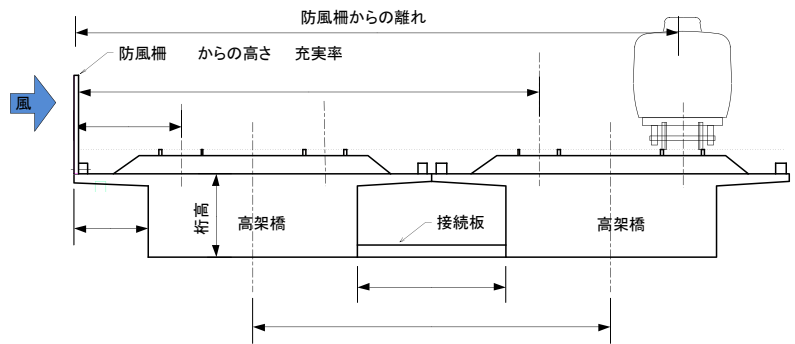 防風柵からの離れ
防風柵 からの高さ 充実率
風
桁高
高架橋
接続板
高架橋